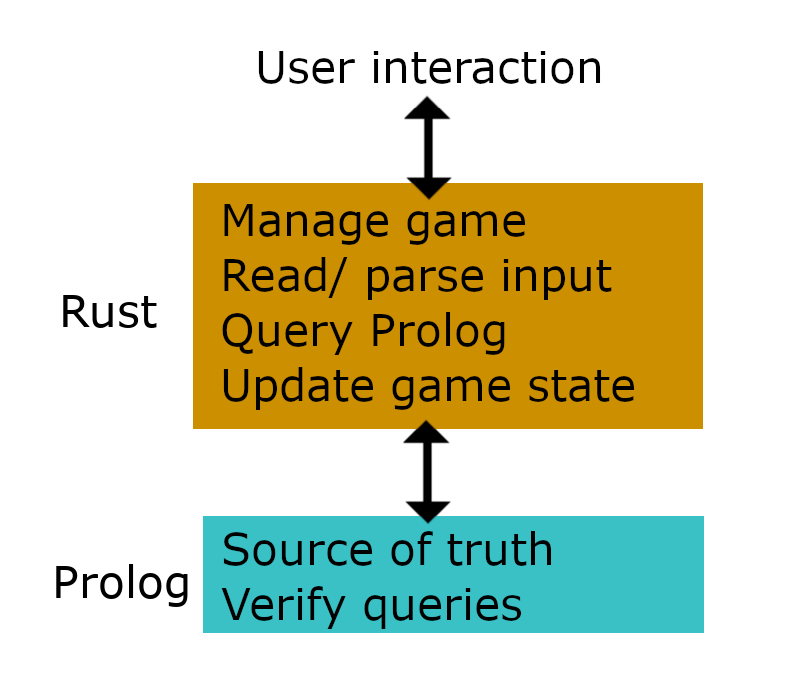 User interaction
Rust
Manage game
Read/ parse input
Query Prolog
Update game state
Prolog
Source of truth
Verify queries